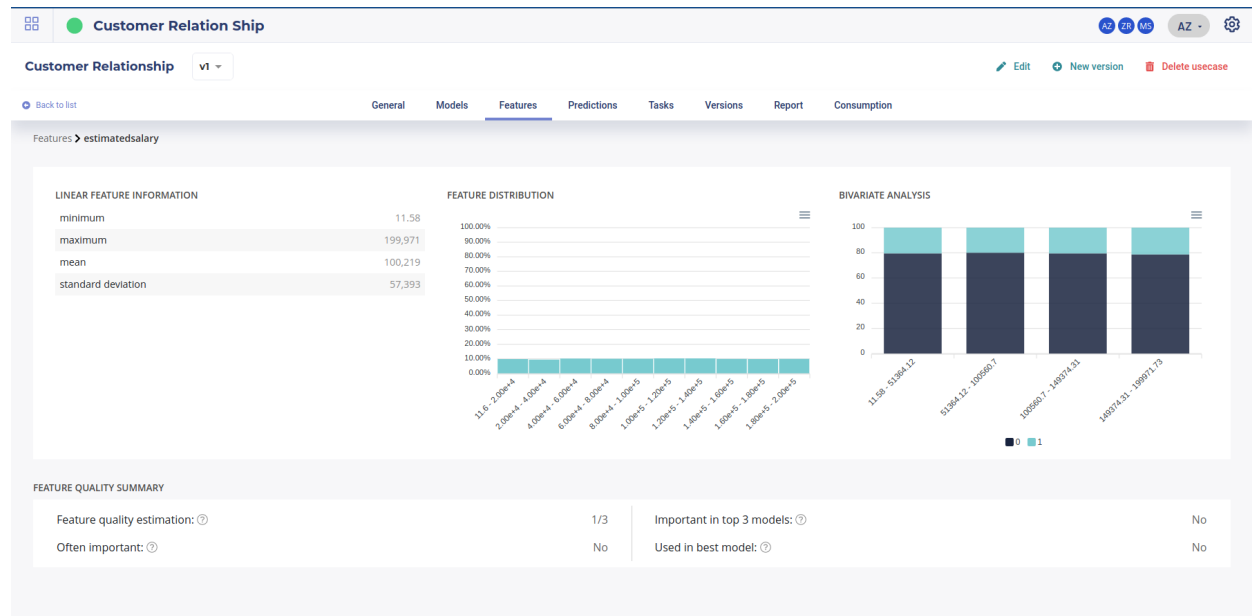 Customer Relation Ship
AZ ZR MS AZ
Customer Relationship v1
Edit New version Delete usecase
Back to list
General Models Features Predictions Tasks Versions Report Consumption
Features > estimatedsalary
LINEAR FEATURE INFORMATION
minimum 11.58
maximum 199,971
mean 100,219
standard deviation 57,393
FEATURE DISTRIBUTION
100.00%
90.00%
80.00%
70.00%
60.00%
50.00%
40.00%
30.00%
20.00%
10.00%
0.00%
11.6 - 2.00e+4
2.00e+4 - 4.00e+4
4.00e+4 - 6.00e+4
6.00e+4 - 8.00e+4
8.00e+4 - 1.00e+5
1.00e+5 - 1.20e+5
1.20e+5 - 1.40e+5
1.40e+5 - 1.60e+5
1.60e+5 - 1.80e+5
1.80e+5 - 2.00e+5
BIVARIATE ANALYSIS
100
80
60
40
20
0
11.58 - 51364.12
51364.12 - 100560.7
100560.7 - 149374.31
149374.31 - 199971.73
0 1
FEATURE QUALITY SUMMARY
Feature quality estimation: ? 1/3
Important in top 3 models: ? No
Often important: ? No
Used in best model: ? No